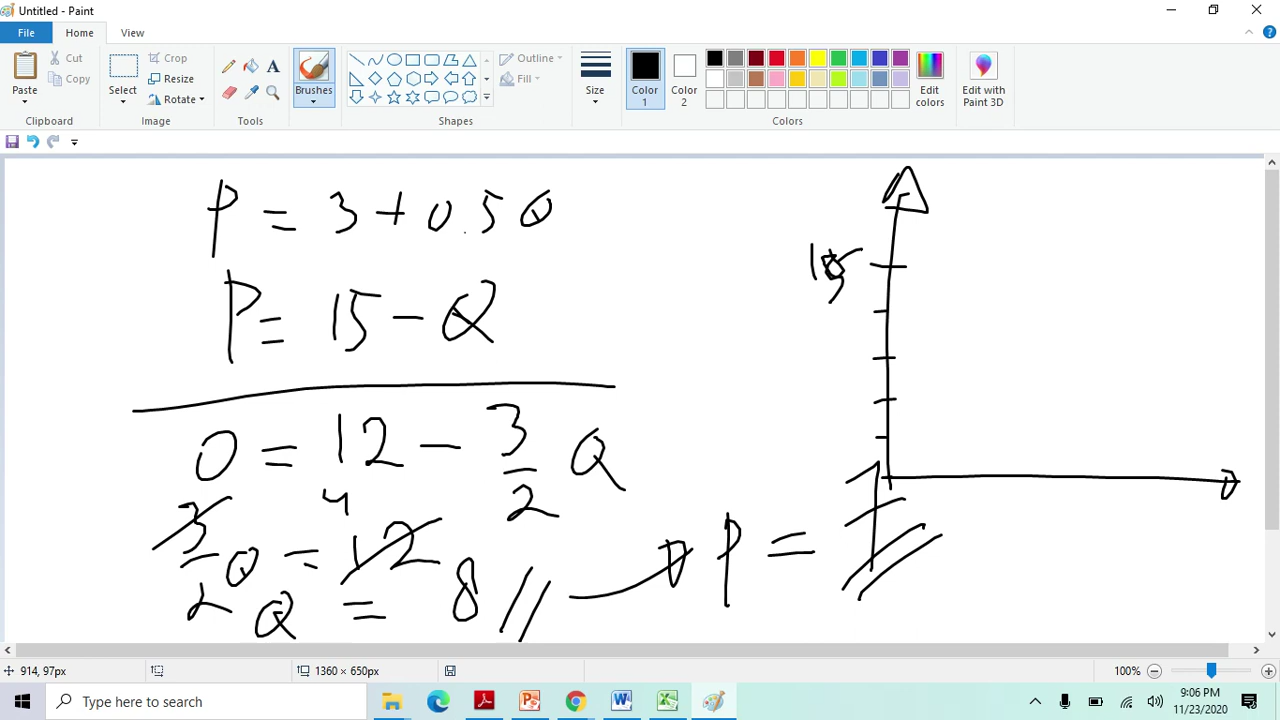 Untitled - Paint
File Home View
Paste Cut Copy Clipboard
Select Crop Resize Rotate Image
Tools
Brushes
Shapes Outline Fill
Size
Color 1 Color 2 Edit colors Colors
Edit with Paint 3D
P = 3 + 0.5Q
P = 15 - Q
0 = 12 - 3/2 Q
4
3/2 Q = 12
Q = 8 // → P = 7
15
914, 97px 1360 × 650px 100%
Type here to search
9:06 PM
11/23/2020